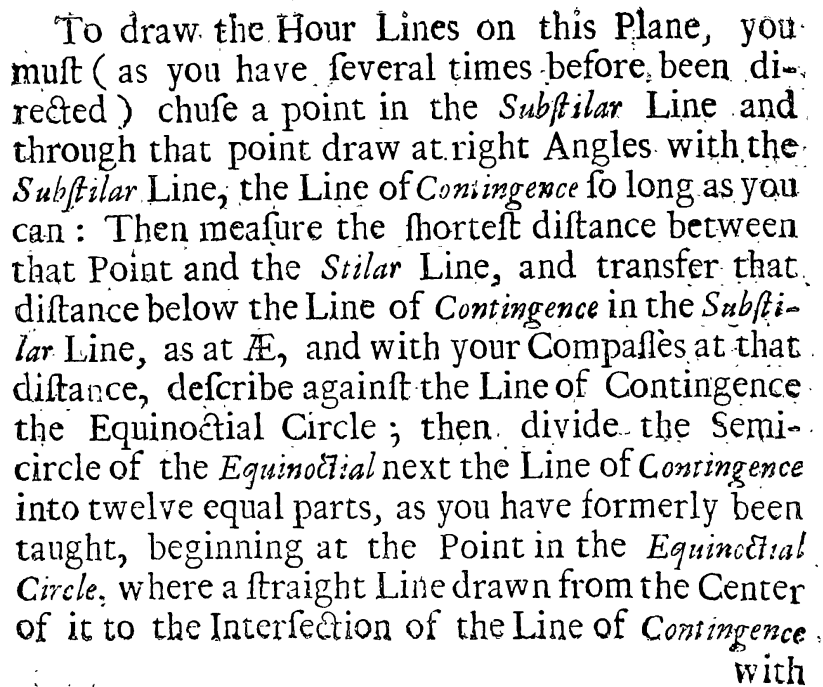 To draw the Hour Lines on this Plane, you
muſt ( as you have ſeveral times before, been di-
rected ) chuſe a point in the Subſtilar Line and
through that point draw at right Angles with the
Subſtilar Line, the Line of Contingence ſo long as you
can : Then meaſure the ſhorteſt diſtance between
that Point and the Stilar Line, and transfer that
diſtance below the Line of Contingence in the Subſti-
lar Line, as at Æ, and with your Compaſſes at that
diſtance, deſcribe againſt the Line of Contingence
the Equinoctial Circle ; then divide the Semi-
circle of the Equinoctial next the Line of Contingence
into twelve equal parts, as you have formerly been
taught, beginning at the Point in the Equinoctial
Circle, where a ſtraight Line drawn from the Center
of it to the Interſection of the Line of Contingence
with